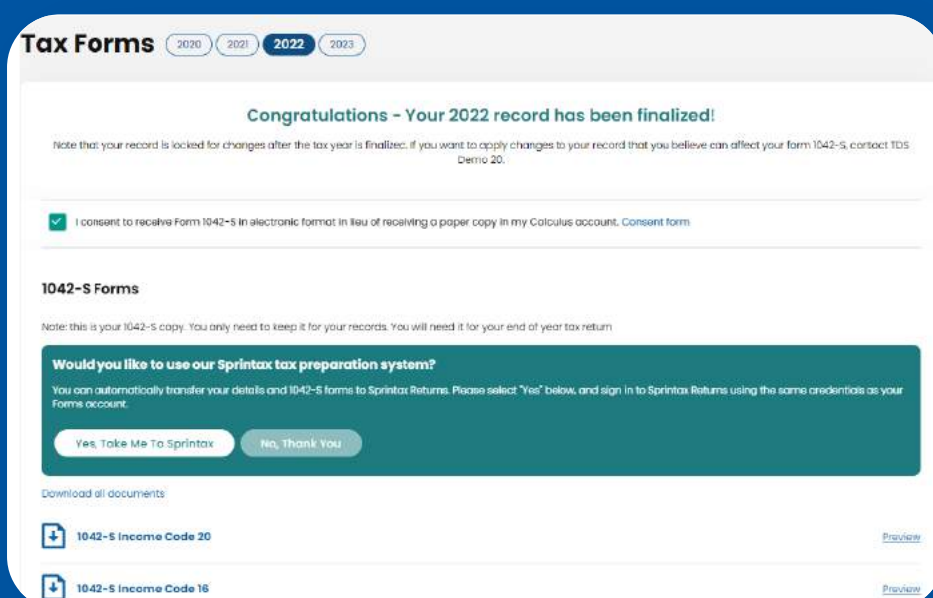 Tax Forms 2020 2021 2022 2023
Congratulations - Your 2022 record has been finalized!
Note that your record is locked for changes after the tax year is finalized. If you want to apply changes to your record that you believe can affect your form 1042-S, contact TDS
Demo 20.
I consent to receive Form 1042-S in electronic format in lieu of receiving a paper copy in my Calculus account. Consent form
1042-S Forms
Note: this is your 1042-S copy. You only need to keep it for your records. You will need it for your end of year tax return
Would you like to use our Sprintax tax preparation system?
You can automatically transfer your details and 1042-S forms to Sprintax Returns. Please select "Yes" below, and sign in to Sprintax Returns using the same credentials as your
Forms account.
Yes, Take Me To Sprintax No, Thank You
Download all documents
1042-S Income Code 20 Preview
1042-S Income Code 16 Preview